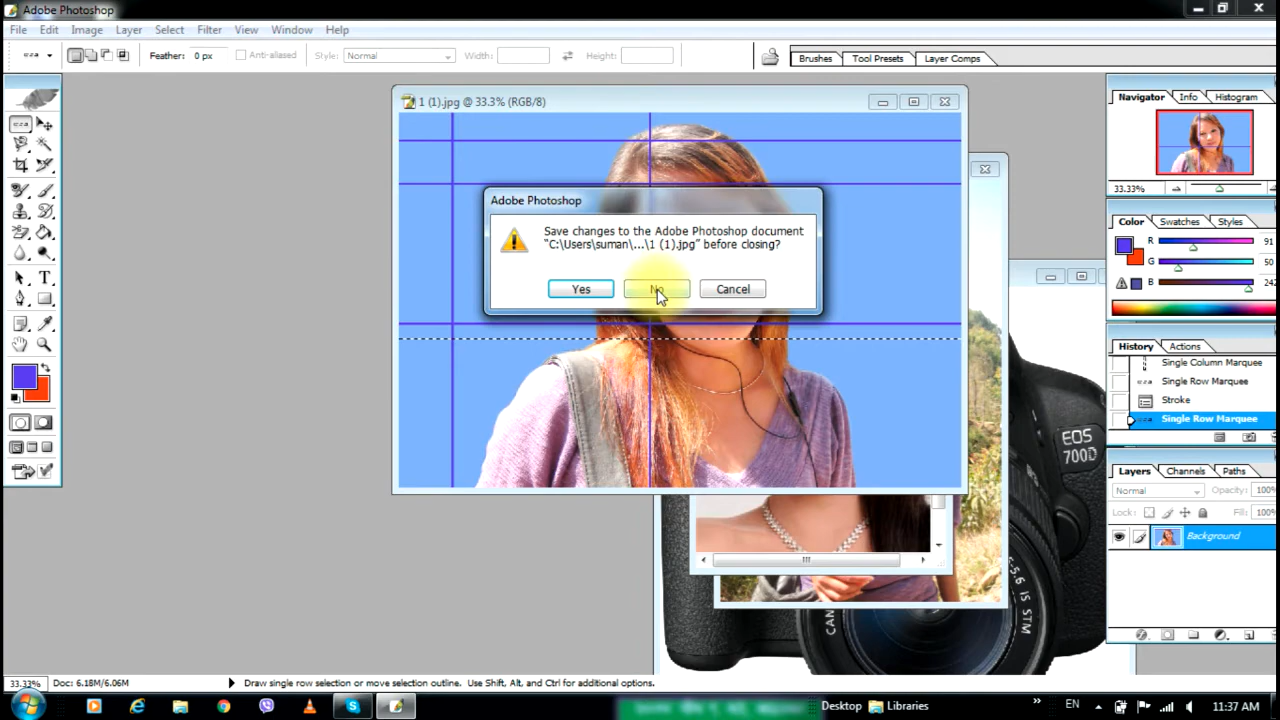 Adobe Photoshop
File Edit Image Layer Select Filter View Window Help
Feather: 0 px Anti-aliased Style: Normal Width: Height: Brushes Tool Presets Layer Comps
1 (1).jpg @ 33.3% (RGB/8)
Navigator Info Histogram
33.33%
Adobe Photoshop
Save changes to the Adobe Photoshop document
"C:\Users\suman\...\1 (1).jpg" before closing?
Yes No Cancel
Color Swatches Styles
R 91
G 50
B 242
T
History Actions
Single Column Marquee
Single Row Marquee
Stroke
Single Row Marquee
EOS
700D
Layers Channels Paths
Normal Opacity: 100%
Lock: Fill: 100%
Background
33.33% Doc: 6.18M/6.06M Draw single row selection or move selection outline. Use Shift, Alt, and Ctrl for additional options.
Desktop Libraries EN 11:37 AM